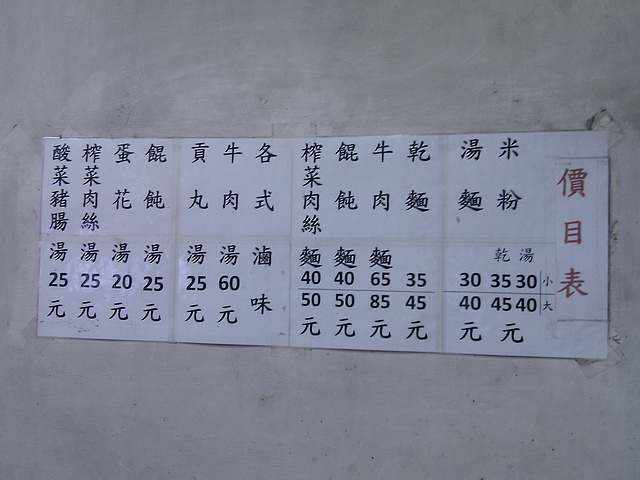 價目表
米粉 乾 湯 小 35 30 大 45 40 元
湯麵 30 40 元
乾麵 35 45 元
牛肉麵 65 85 元
餛飩麵 40 50 元
榨菜肉絲麵 40 50 元
各式滷味
牛肉湯 60 元
貢丸湯 25 元
餛飩湯 25 元
蛋花湯 20 元
榨菜肉絲湯 25 元
酸菜豬腸湯 25 元